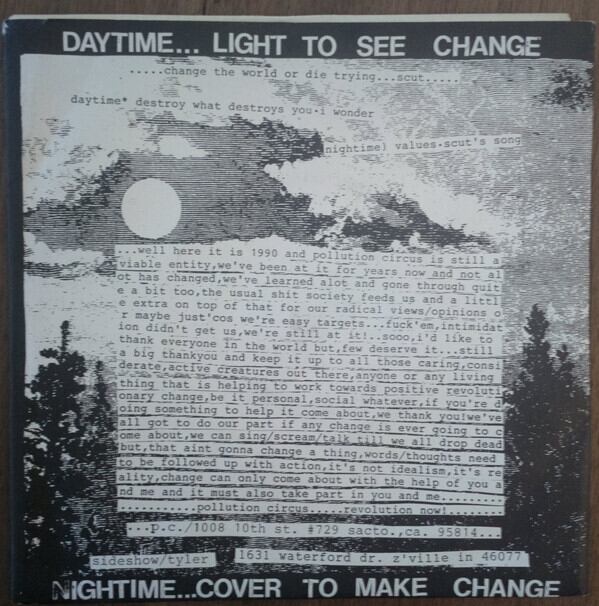 DAYTIME... LIGHT TO SEE CHANGE
.....change the world or die trying...scut.....
daytime* destroy what destroys you·i wonder
nightime) values·scut's song
...well here it is 1990 and pollution circus is still a
viable entity,we've been at it for years now and not al
ot has changed,we've learned alot and gone through quit
e a bit too,the usual shit society feeds us and a littl
e extra on top of that for our radical views/opinions o
r maybe just'cos we're easy targets...fuck'em,intimidat
ion didn't get us,we're still at it!..sooo,i'd like to
thank everyone in the world but,few deserve it...still
a big thankyou and keep it up to all those caring,consi
derate,active creatures out there,anyone or any living
thing that is helping to work towards positive revoluti
onary change,be it personal,social whatever,if you're d
oing something to help it come about,we thank you!we've
all got to do our part if any change is ever going to c
ome about,we can sing/scream/talk till we all drop dead
but,that aint gonna change a thing,words/thoughts need
to be followed up with action,it's not idealism,it's re
ality,change can only come about with the help of you a
nd me and it must also take part in you and me.........
...........pollution circus.....revolution now!........
...p.c./1008 10th st. #729 sacto.,ca. 95814...
sideshow/tyler 1631 waterford dr. z'ville in 46077
NIGHTIME...COVER TO MAKE CHANGE